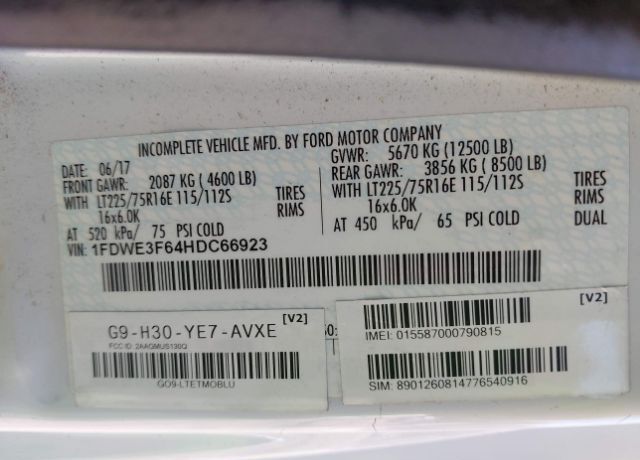 INCOMPLETE VEHICLE MFD. BY FORD MOTOR COMPANY
DATE: 06/17
GVWR: 5670 KG (12500 LB)
FRONT GAWR: 2087 KG ( 4600 LB)
REAR GAWR: 3856 KG ( 8500 LB)
WITH LT225/75R16E 115/112S TIRES
WITH LT225/75R16E 115/112S TIRES
16x6.0K RIMS
16x6.0K RIMS
AT 520 kPa/ 75 PSI COLD
AT 450 kPa/ 65 PSI COLD DUAL
VIN: 1FDWE3F64HDC66923
[V2]
G9-H30-YE7-AVXE
FCC ID: 2AAGMUS130Q
GO9-LTETMOBLU
[V2]
IMEI: 015587000790815
SIM: 8901260814776540916